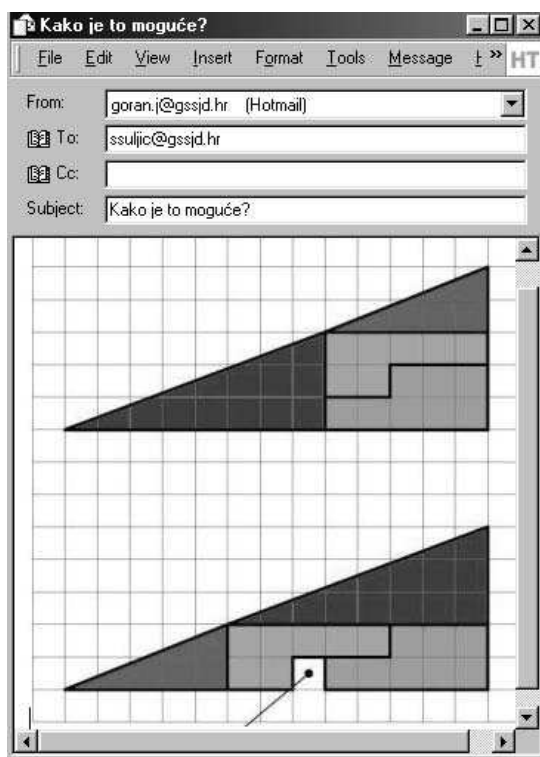 Kako je to moguće?
File Edit View Insert Format Tools Message
From: goran.j@gssjd.hr (Hotmail)
To: ssuljic@gssjd.hr
Cc:
Subject: Kako je to moguće?